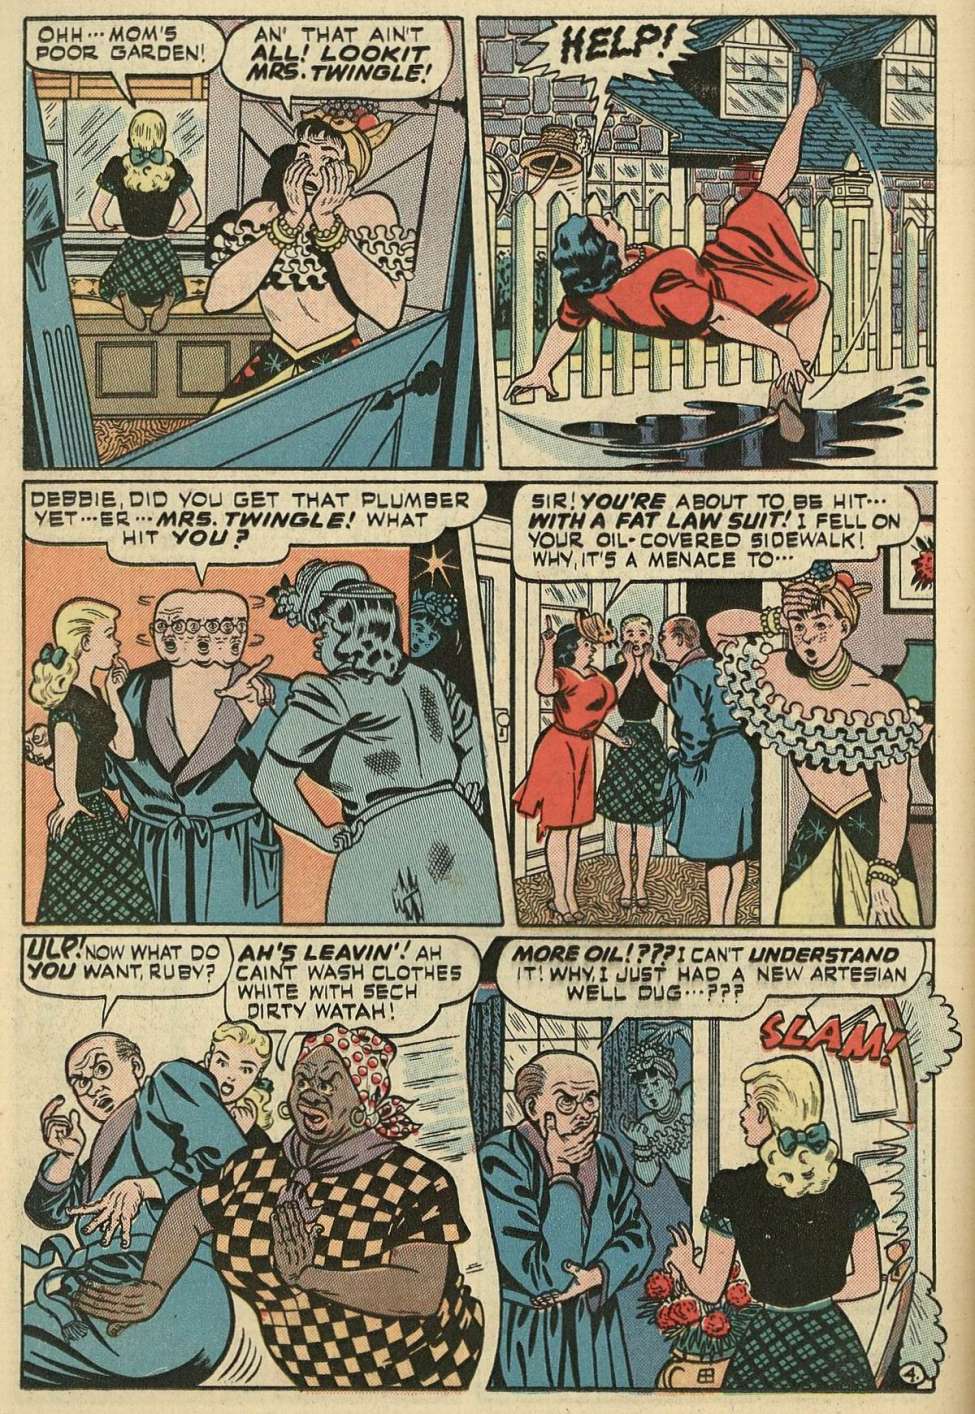 OHH...MOM'S
POOR GARDEN!
AN' THAT AIN'T
ALL! LOOKIT
MRS. TWINGLE!
HELP!
DEBBIE, DID YOU GET THAT PLUMBER
YET...ER...MRS. TWINGLE! WHAT
HIT YOU?
SIR! YOU'RE ABOUT TO BE HIT...
WITH A FAT LAW SUIT! I FELL ON
YOUR OIL-COVERED SIDEWALK!
WHY, IT'S A MENACE TO...
ULP! NOW WHAT DO
YOU WANT, RUBY?
AH'S LEAVIN'! AH
CAINT WASH CLOTHES
WHITE WITH SECH
DIRTY WATAH!
MORE OIL!??? I CAN'T UNDERSTAND
IT! WHY, I JUST HAD A NEW ARTESIAN
WELL DUG...???
SLAM!
4.